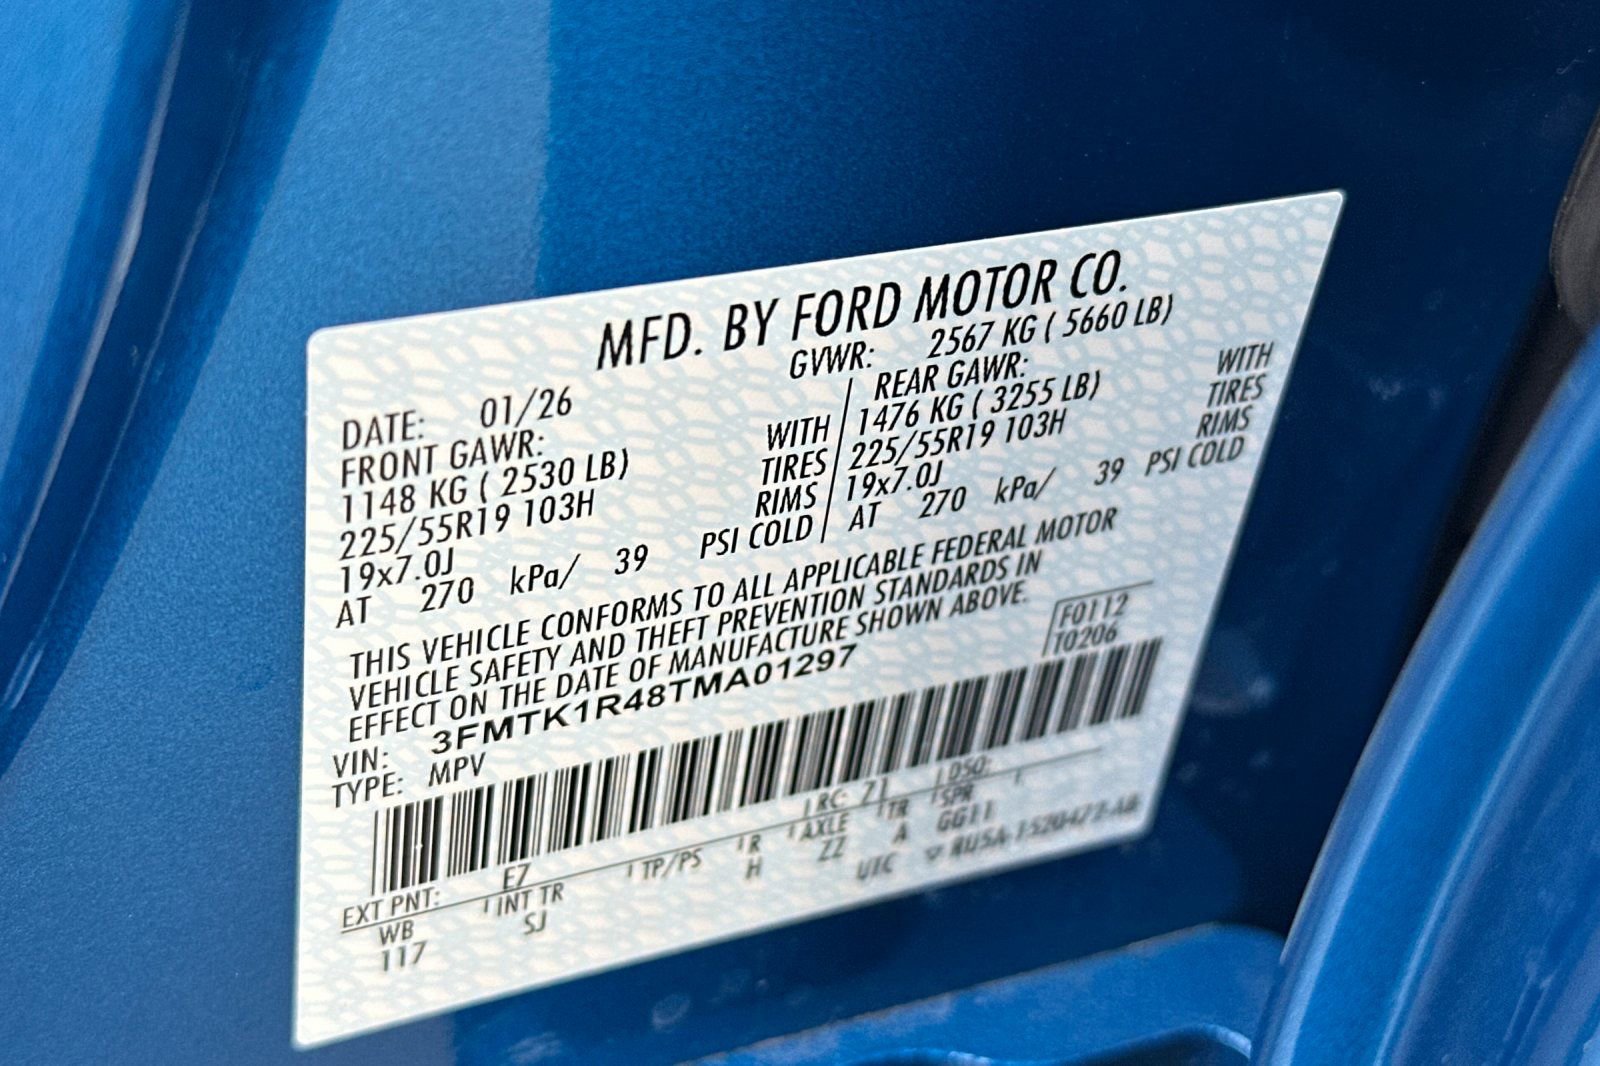 MFD. BY FORD MOTOR CO.
DATE: 01/26 GVWR: 2567 KG ( 5660 LB)
FRONT GAWR: REAR GAWR:
1148 KG ( 2530 LB) WITH 1476 KG ( 3255 LB) WITH
225/55R19 103H TIRES 225/55R19 103H TIRES
19x7.0J RIMS 19x7.0J RIMS
AT 270 kPa/ 39 PSI COLD AT 270 kPa/ 39 PSI COLD
THIS VEHICLE CONFORMS TO ALL APPLICABLE FEDERAL MOTOR
VEHICLE SAFETY AND THEFT PREVENTION STANDARDS IN
EFFECT ON THE DATE OF MANUFACTURE SHOWN ABOVE.
F0112
T0206
VIN: 3FMTK1R48TMA01297
TYPE: MPV
EXT PNT: E7 RC: 71 DSO:
WB INT TR TP/PS R AXLE TR SPR
117 SJ H ZZ A GG11
UTC